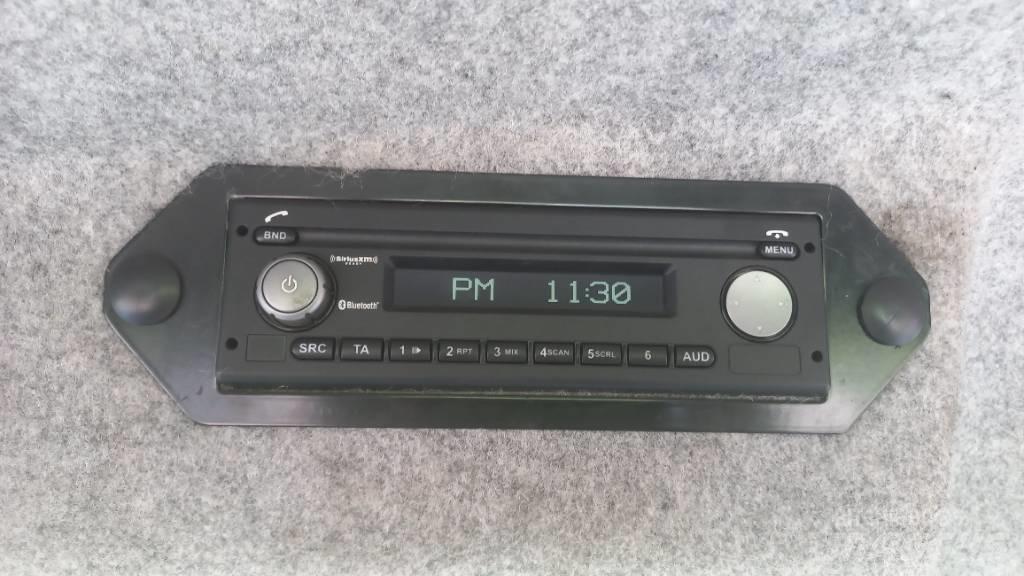 BND
MENU
siriusxm
READY
Bluetooth
PM 11:30
SRC TA 1 2 RPT 3 MIX 4 SCAN 5 SCRL 6 AUD